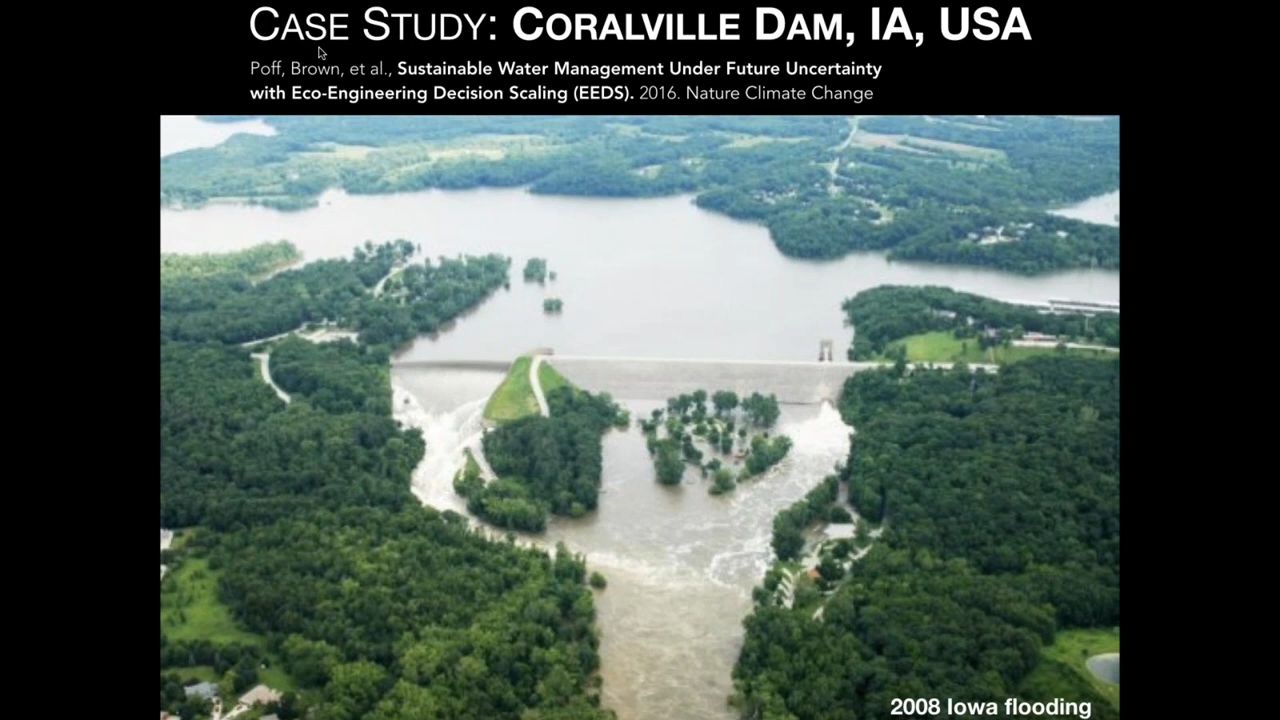 CASE STUDY: CORALVILLE DAM, IA, USA
Poff, Brown, et al., Sustainable Water Management Under Future Uncertainty
with Eco-Engineering Decision Scaling (EEDS). 2016. Nature Climate Change
2008 Iowa flooding